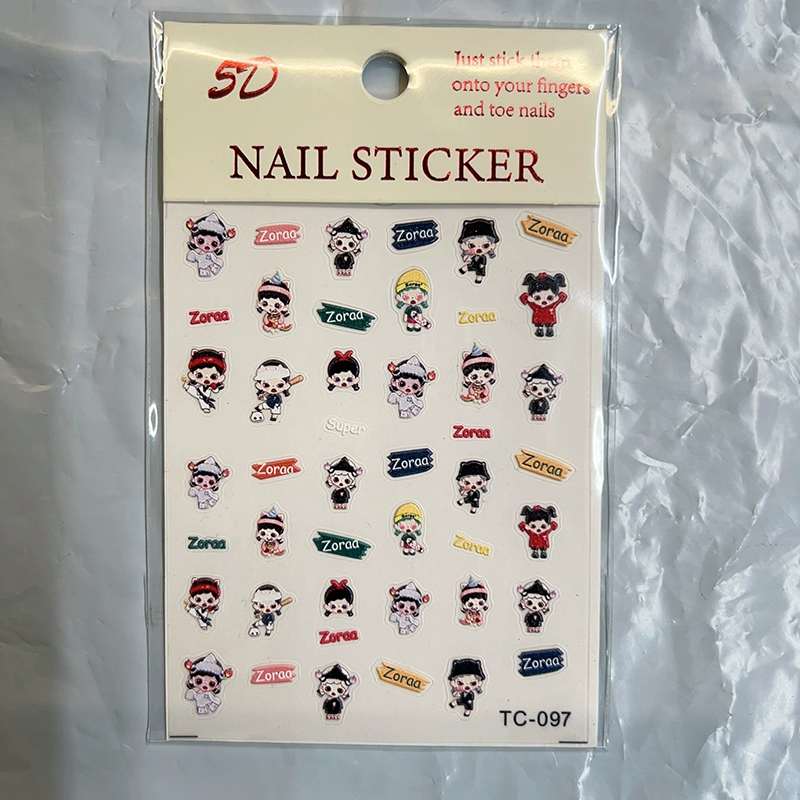 5D
Just stick them
onto your fingers
and toe nails
NAIL STICKER
Zoraa Zoraa Zoraa
Zoraa Zoraa Zoraa
Super Zoraa
Zoraa Zoraa Zoraa
Zoraa Zoraa Zoraa
Zoraa
Zoraa Zoraa Zoraa
TC-097